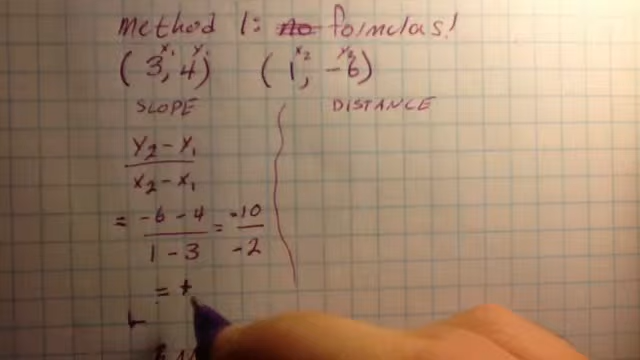 method 1: no formulas!
x₁ y₁ x₂ y₂
(3, 4) (1, -6)
SLOPE DISTANCE
y₂ - y₁
x₂ - x₁
= -6 - 4 = -10
1 - 3 -2
= +